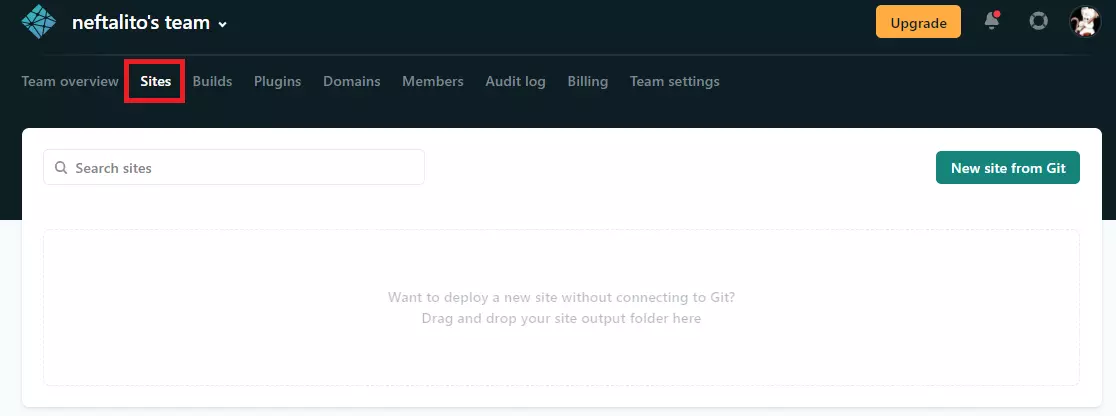 neftalito's team
Upgrade
Team overview Sites Builds Plugins Domains Members Audit log Billing Team settings
Search sites
New site from Git
Want to deploy a new site without connecting to Git?
Drag and drop your site output folder here